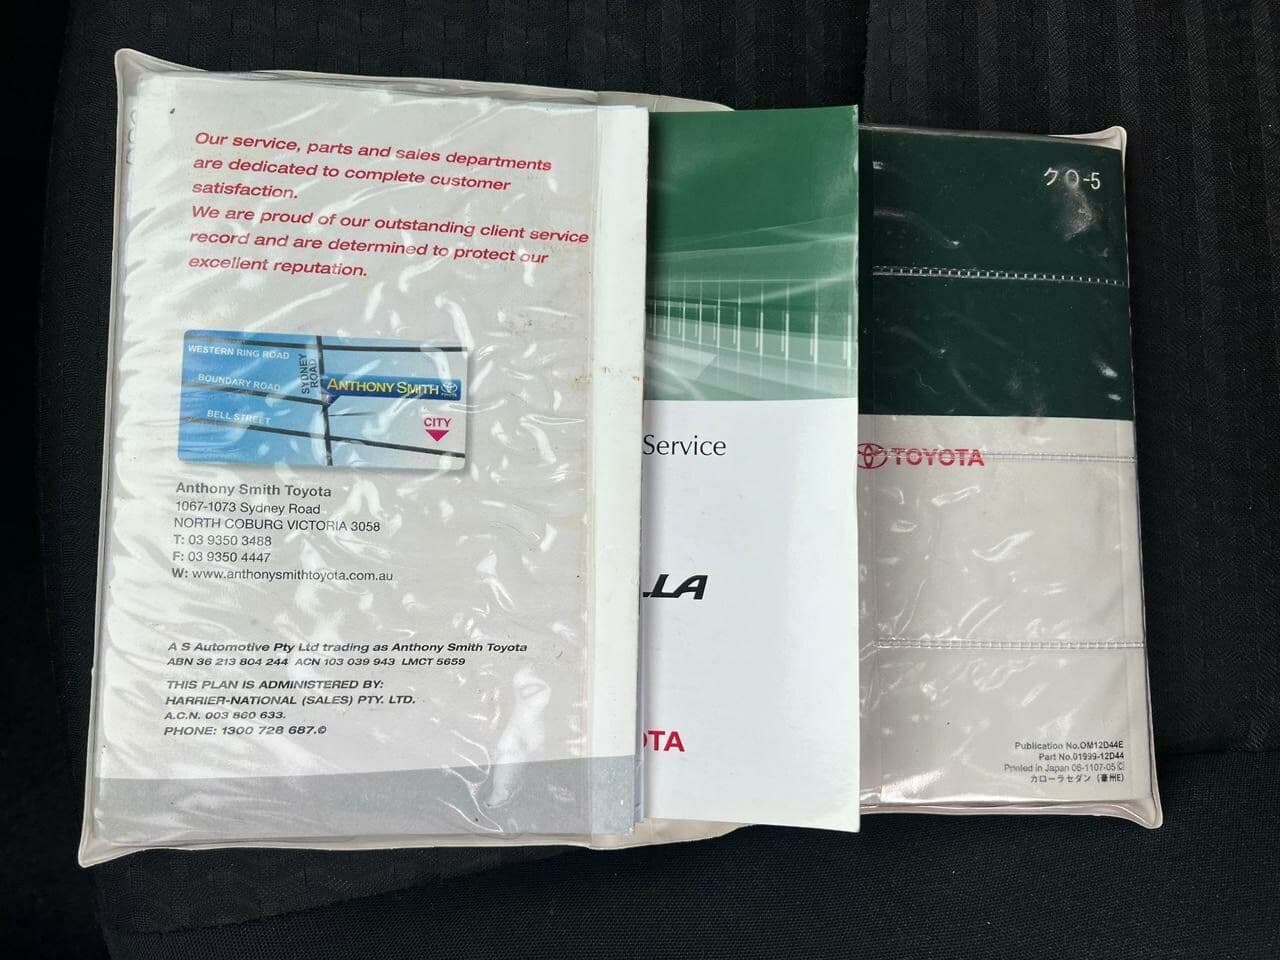 Our service, parts and sales departments
are dedicated to complete customer
satisfaction.
We are proud of our outstanding client service
record and are determined to protect our
excellent reputation.
WESTERN RING ROAD
SYDNEY
ROAD
BOUNDARY ROAD
ANTHONY SMITH
TOYOTA
BELL STREET
CITY
Anthony Smith Toyota
1067-1073 Sydney Road
NORTH COBURG VICTORIA 3058
T: 03 9350 3488
F: 03 9350 4447
W: www.anthonysmithtoyota.com.au
A S Automotive Pty Ltd trading as Anthony Smith Toyota
ABN 36 213 804 244 ACN 103 039 943 LMCT 5659
THIS PLAN IS ADMINISTERED BY:
HARRIER-NATIONAL (SALES) PTY. LTD.
A.C.N. 003 860 633.
PHONE: 1300 728 687.©
Service
LLA
OTA
クロ-5
TOYOTA
Publication No.OM12D44E
Part No.01999-12D44
Printed in Japan 06-1107-05
カローラセダン (豪州E)